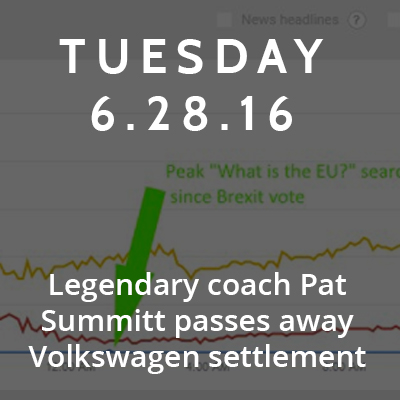 News headlines ?
TUESDAY
6.28.16
Peak "What is the EU?" sear
since Brexit vote
Legendary coach Pat
Summitt passes away
Volkswagen settlement